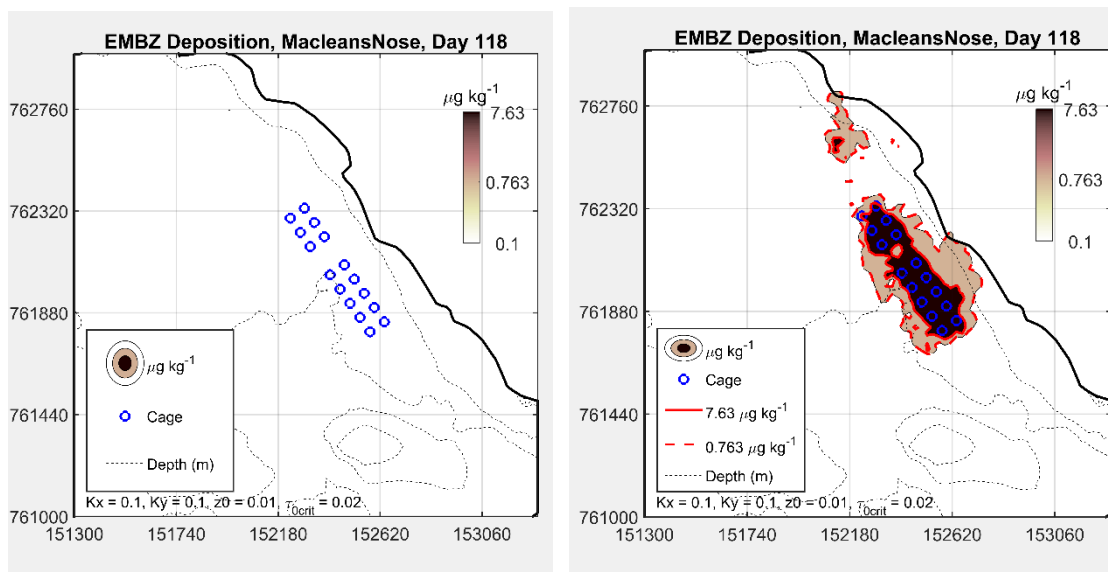 EMBZ Deposition, MacleansNose, Day 118
μg kg-1
7.63
0.763
0.1
762760
762320
761880
761440
761000
μg kg-1
Cage
Depth (m)
Kx = 0.1, Ky = 0.1, z0 = 0.01, τ0crit = 0.02
151300 151740 152180 152620 153060
EMBZ Deposition, MacleansNose, Day 118
μg kg-1
7.63
0.763
0.1
762760
762320
761880
761440
761000
μg kg-1
Cage
7.63 μg kg-1
0.763 μg kg-1
Depth (m)
Kx = 0.1, Ky = 0.1, z0 = 0.01, τ0crit = 0.02
151300 151740 152180 152620 153060